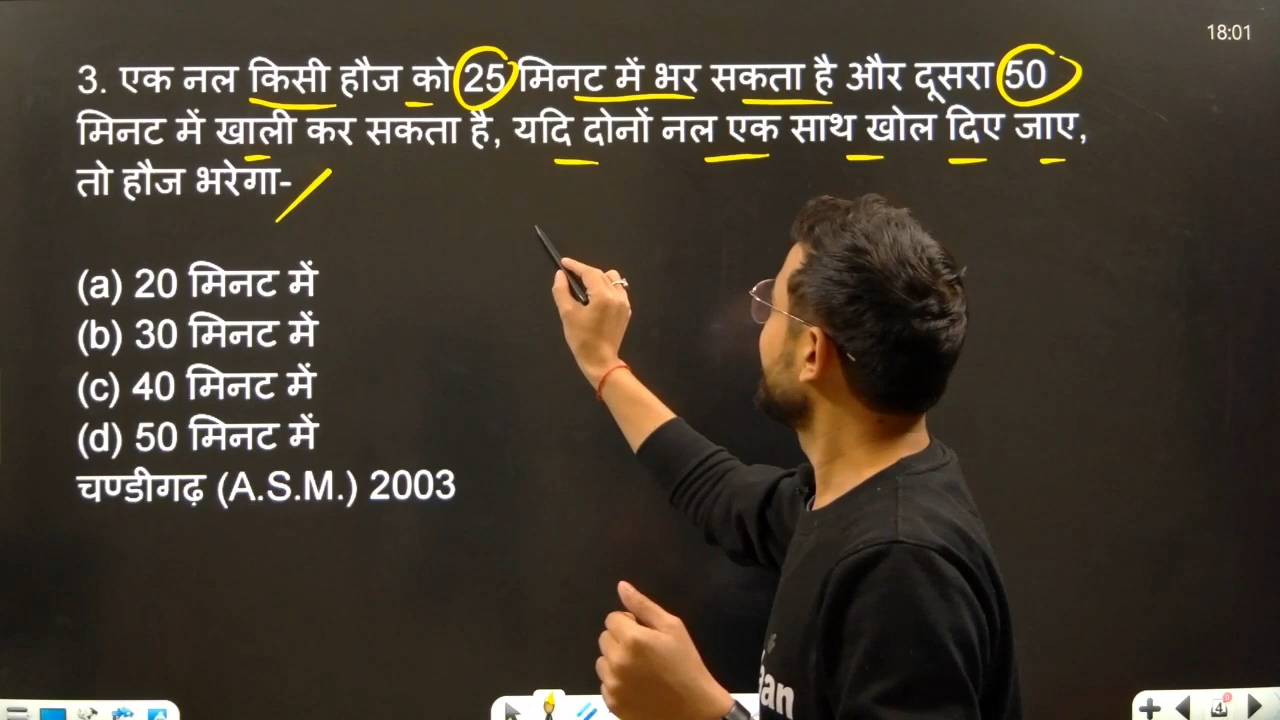 18:01
3. एक नल किसी हौज को 25 मिनट में भर सकता है और दूसरा 50
मिनट में खाली कर सकता है, यदि दोनों नल एक साथ खोल दिए जाए,
तो हौज भरेगा-
(a) 20 मिनट में
(b) 30 मिनट में
(c) 40 मिनट में
(d) 50 मिनट में
चण्डीगढ़ (A.S.M.) 2003
4